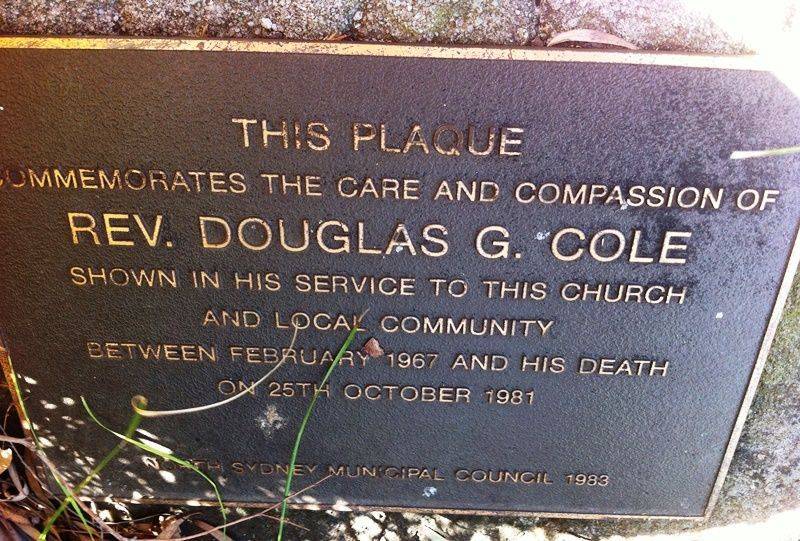 THIS PLAQUE
COMMEMORATES THE CARE AND COMPASSION OF
REV. DOUGLAS G. COLE
SHOWN IN HIS SERVICE TO THIS CHURCH
AND LOCAL COMMUNITY
BETWEEN FEBRUARY 1967 AND HIS DEATH
ON 25TH OCTOBER 1981
NORTH SYDNEY MUNICIPAL COUNCIL 1983